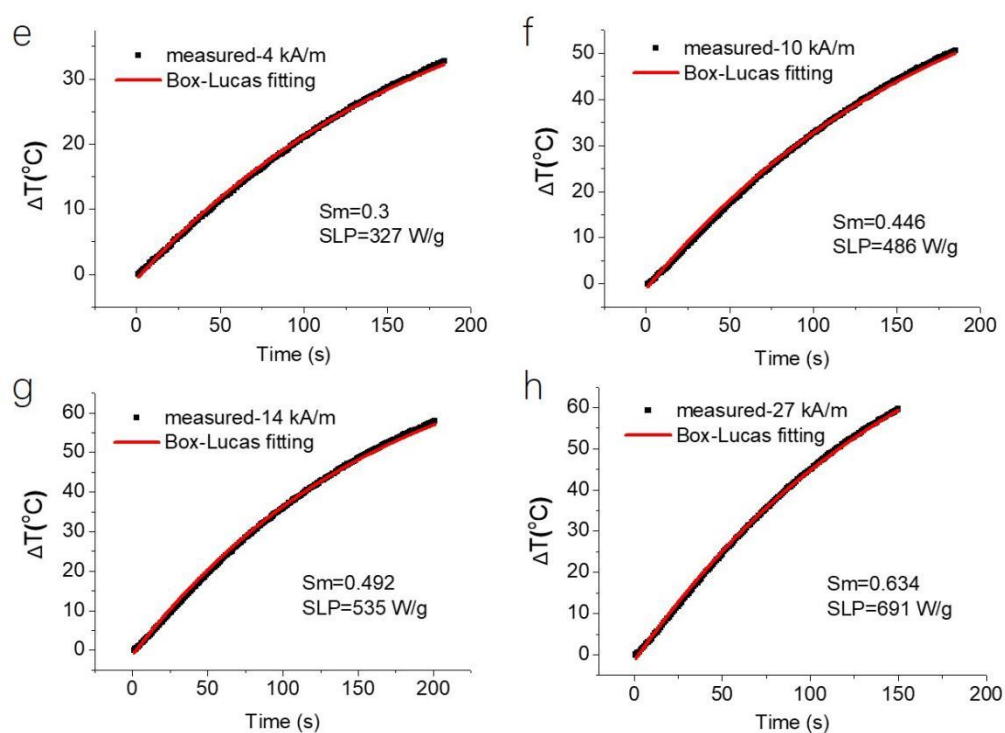 e
measured-4 kA/m
Box-Lucas fitting
ΔT(°C)
30
20
10
0
Sm=0.3
SLP=327 W/g
0
50
100
150
200
Time (s)
f
measured-10 kA/m
Box-Lucas fitting
ΔT(°C)
50
40
30
20
10
0
Sm=0.446
SLP=486 W/g
0
50
100
150
200
Time (s)
g
measured-14 kA/m
Box-Lucas fitting
ΔT(°C)
60
50
40
30
20
10
0
Sm=0.492
SLP=535 W/g
0
50
100
150
200
Time (s)
h
measured-27 kA/m
Box-Lucas fitting
ΔT(°C)
60
50
40
30
20
10
0
Sm=0.634
SLP=691 W/g
0
50
100
150
200
Time (s)